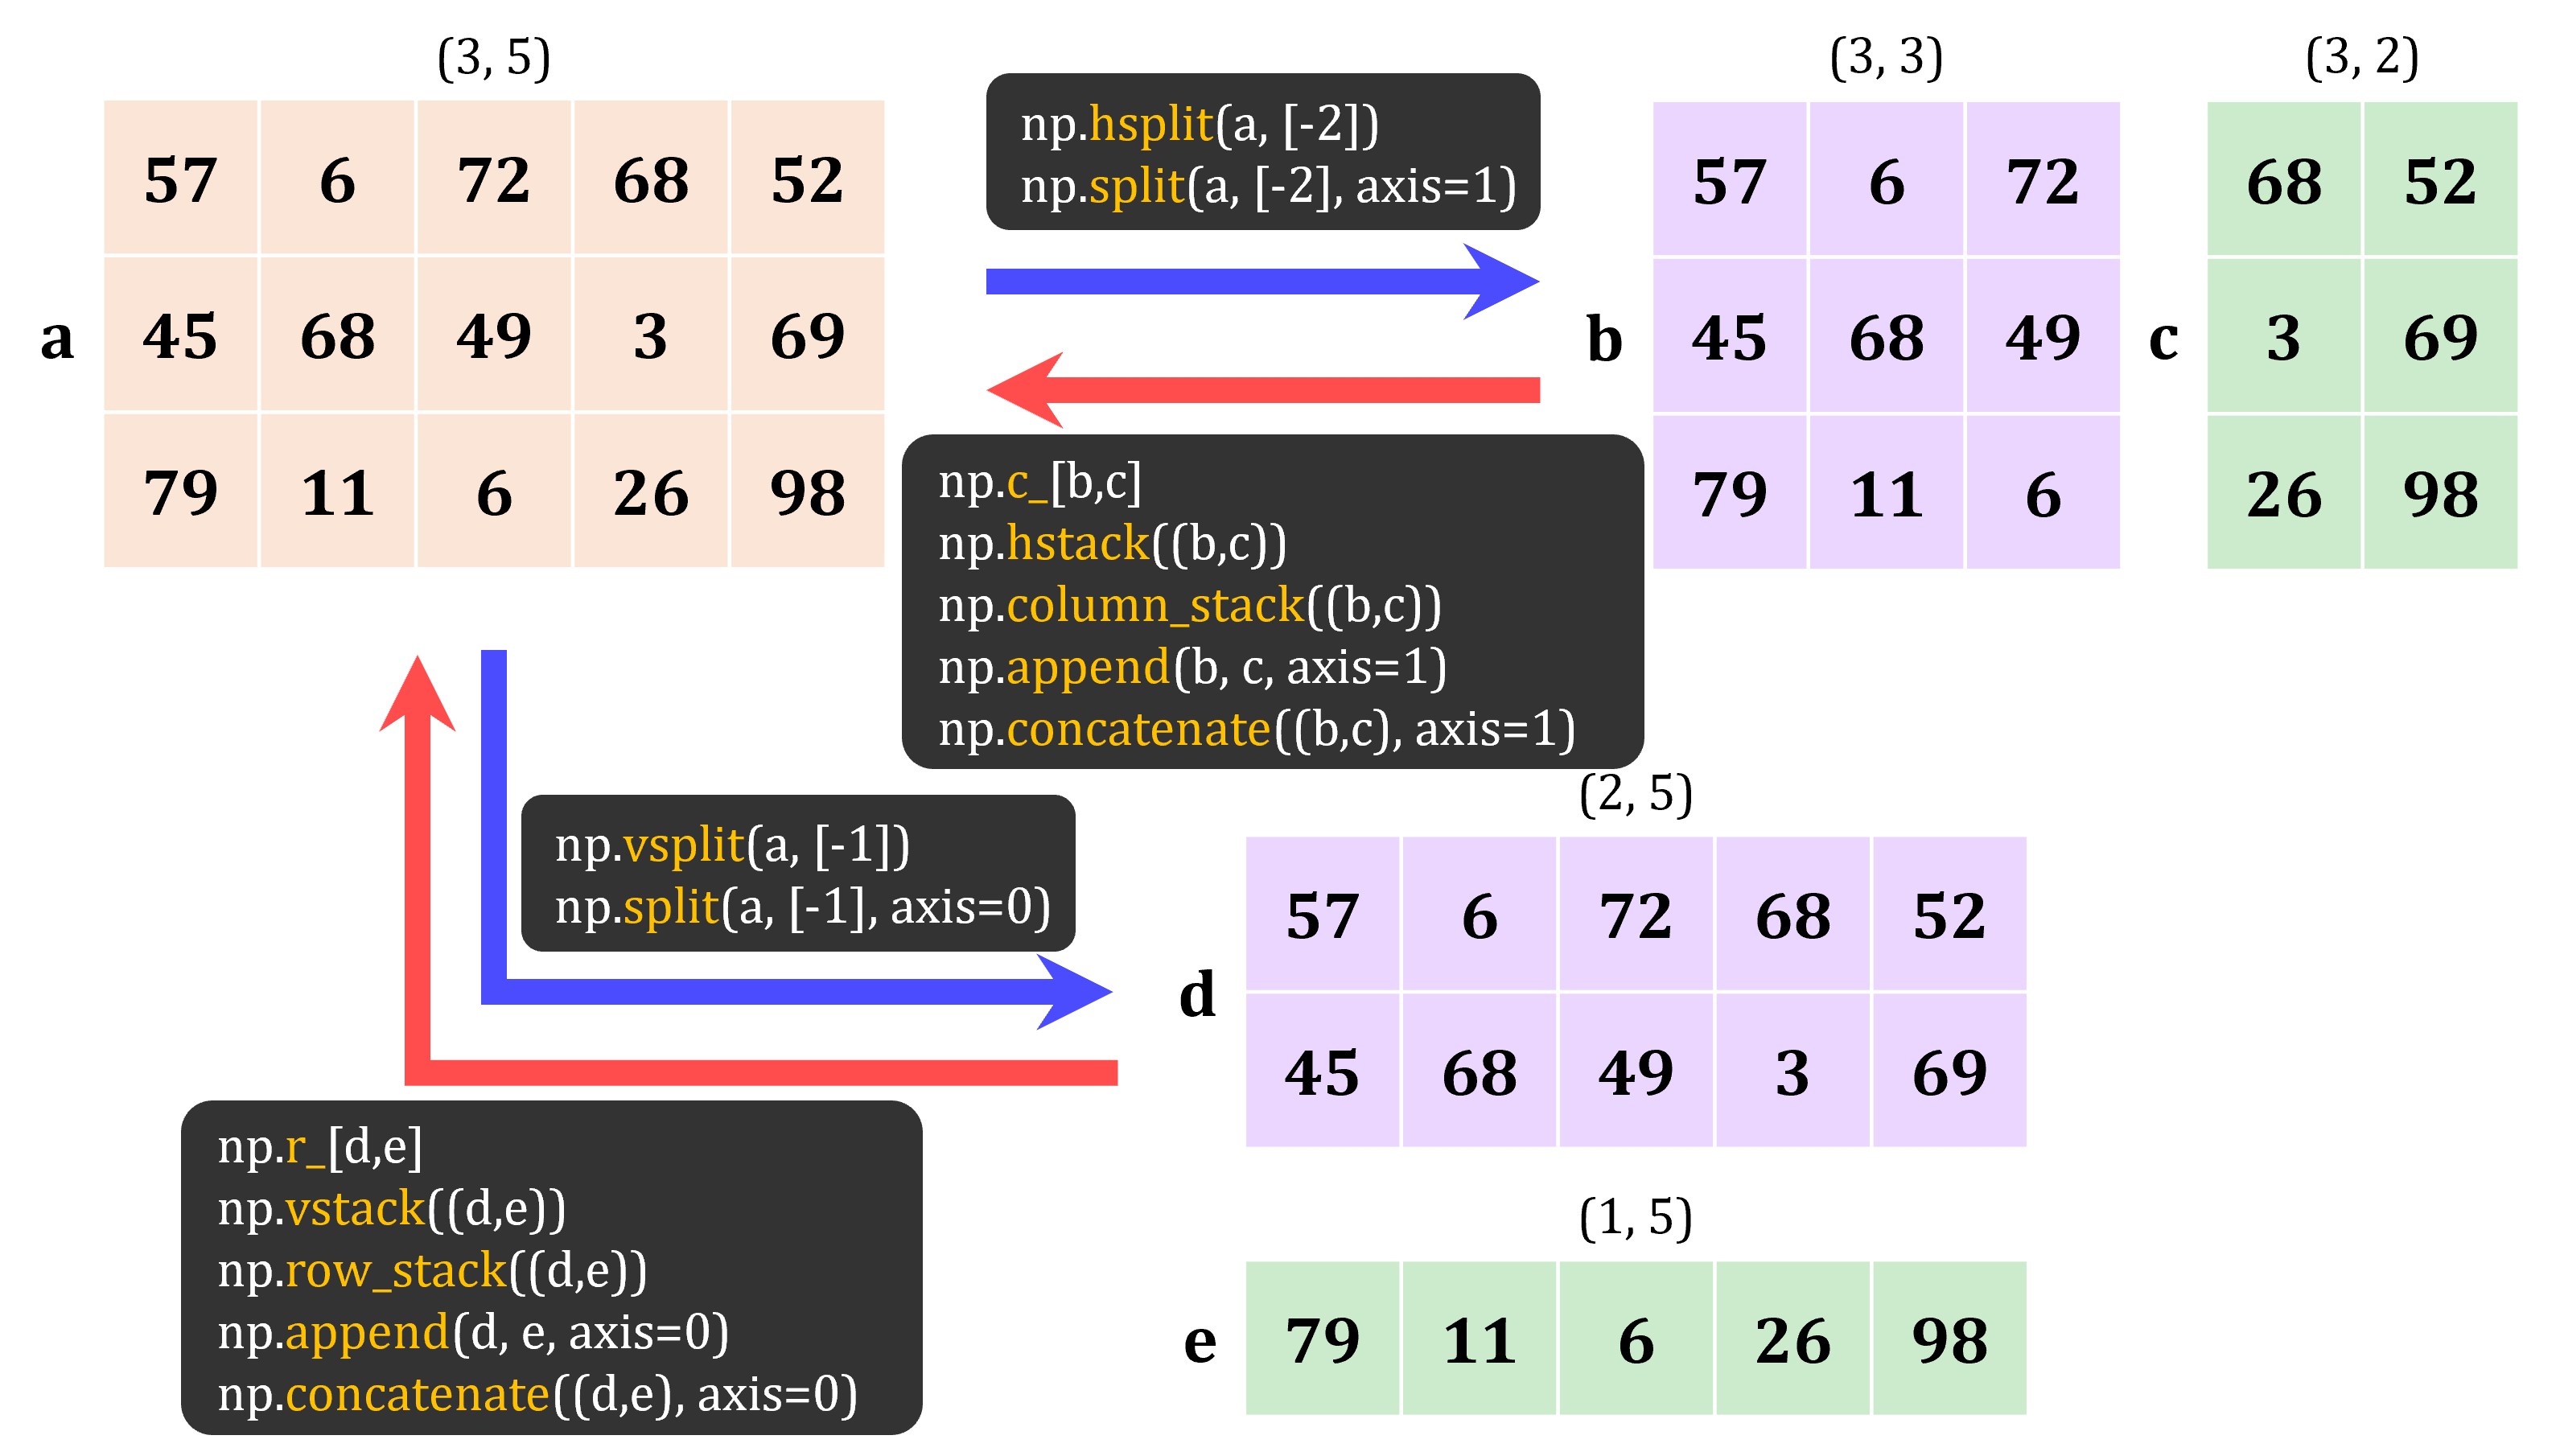 (3, 5)
57 6 72 68 52
a 45 68 49 3 69
79 11 6 26 98
np.hsplit(a, [-2])
np.split(a, [-2], axis=1)
(3, 3)
57 6 72
b 45 68 49
79 11 6
(3, 2)
68 52
c 3 69
26 98
np.c_[b,c]
np.hstack((b,c))
np.column_stack((b,c))
np.append(b, c, axis=1)
np.concatenate((b,c), axis=1)
np.vsplit(a, [-1])
np.split(a, [-1], axis=0)
(2, 5)
57 6 72 68 52
d
45 68 49 3 69
np.r_[d,e]
np.vstack((d,e))
np.row_stack((d,e))
np.append(d, e, axis=0)
np.concatenate((d,e), axis=0)
(1, 5)
e 79 11 6 26 98